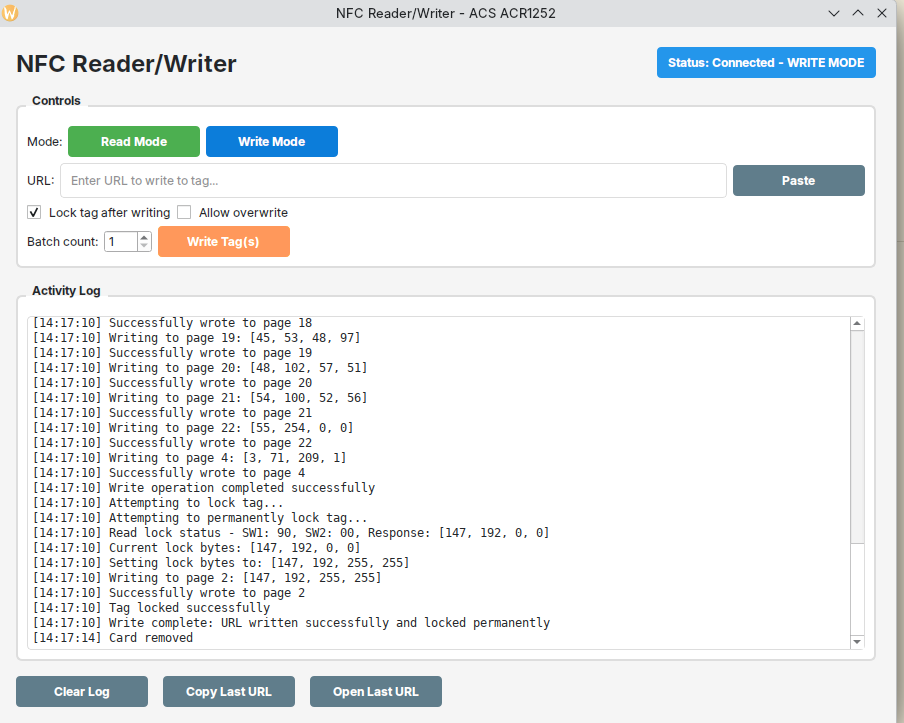 NFC Reader/Writer - ACS ACR1252
NFC Reader/Writer
Status: Connected - WRITE MODE
Controls
Mode: Read Mode Write Mode
URL: Enter URL to write to tag... Paste
Lock tag after writing Allow overwrite
Batch count: 1 Write Tag(s)
Activity Log
[14:17:10] Successfully wrote to page 18
[14:17:10] Writing to page 19: [45, 53, 48, 97]
[14:17:10] Successfully wrote to page 19
[14:17:10] Writing to page 20: [48, 102, 57, 51]
[14:17:10] Successfully wrote to page 20
[14:17:10] Writing to page 21: [54, 100, 52, 56]
[14:17:10] Successfully wrote to page 21
[14:17:10] Writing to page 22: [55, 254, 0, 0]
[14:17:10] Successfully wrote to page 22
[14:17:10] Writing to page 4: [3, 71, 209, 1]
[14:17:10] Successfully wrote to page 4
[14:17:10] Write operation completed successfully
[14:17:10] Attempting to lock tag...
[14:17:10] Attempting to permanently lock tag...
[14:17:10] Read lock status - SW1: 90, SW2: 00, Response: [147, 192, 0, 0]
[14:17:10] Current lock bytes: [147, 192, 0, 0]
[14:17:10] Setting lock bytes to: [147, 192, 255, 255]
[14:17:10] Writing to page 2: [147, 192, 255, 255]
[14:17:10] Successfully wrote to page 2
[14:17:10] Tag locked successfully
[14:17:10] Write complete: URL written successfully and locked permanently
[14:17:14] Card removed
Clear Log Copy Last URL Open Last URL